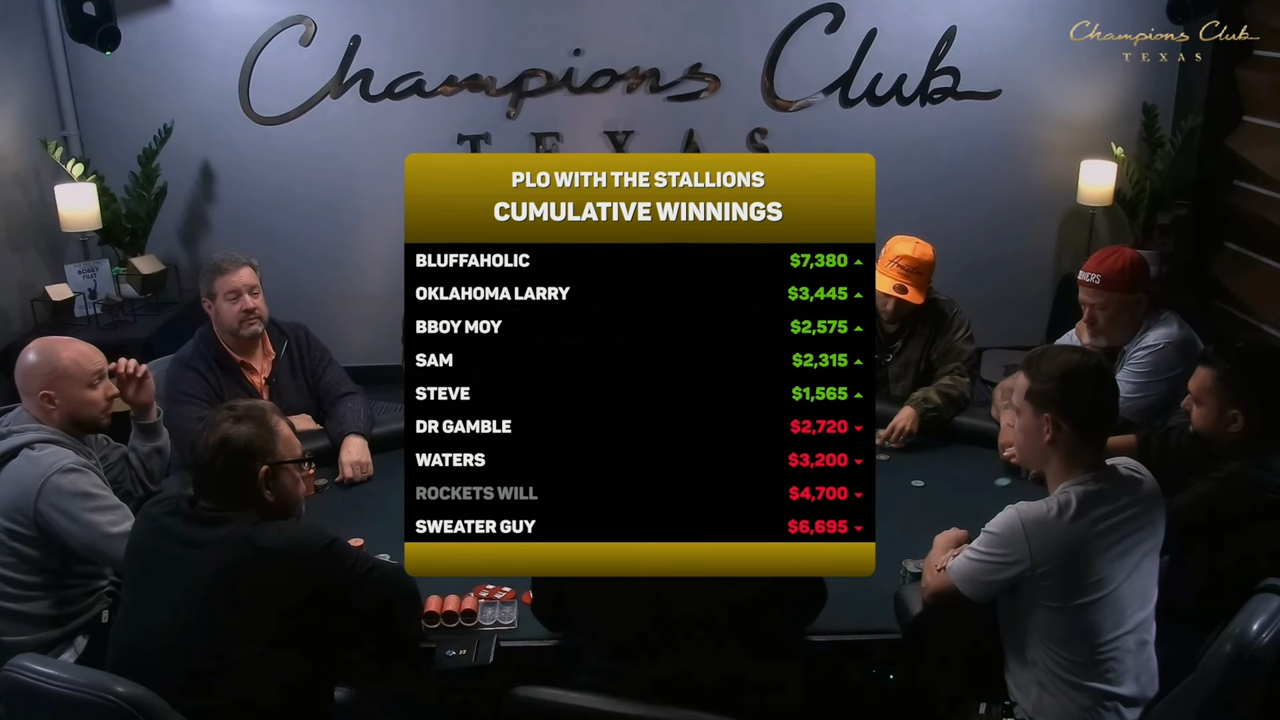 Champions Club
TEXAS
Champions Club
TEXAS
PLO WITH THE STALLIONS
CUMULATIVE WINNINGS
BLUFFAHOLIC $7,380
OKLAHOMA LARRY $3,445
BBOY MOY $2,575
SAM $2,315
STEVE $1,565
DR GAMBLE $2,720
WATERS $3,200
ROCKETS WILL $4,700
SWEATER GUY $6,695